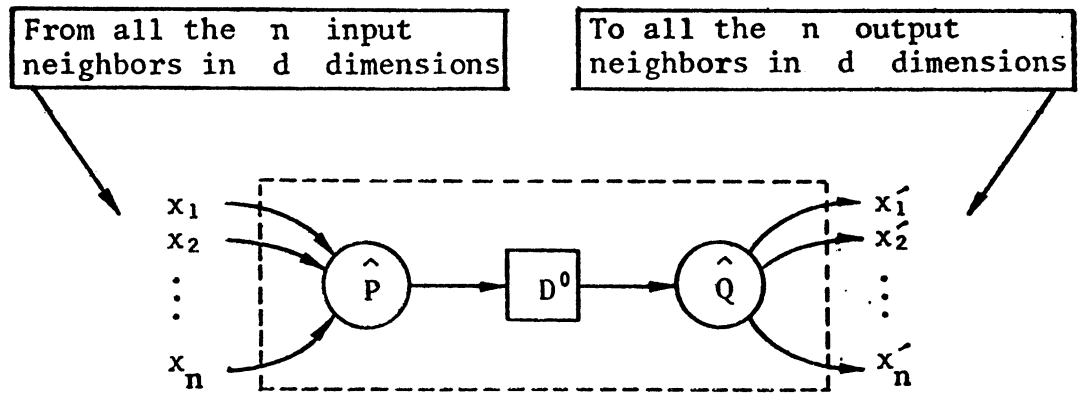 From all the n input
neighbors in d dimensions
To all the n output
neighbors in d dimensions
x₁
x₂
⋮
xₙ
P̂
D⁰
Q̂
x₁′
x₂′
⋮
xₙ′